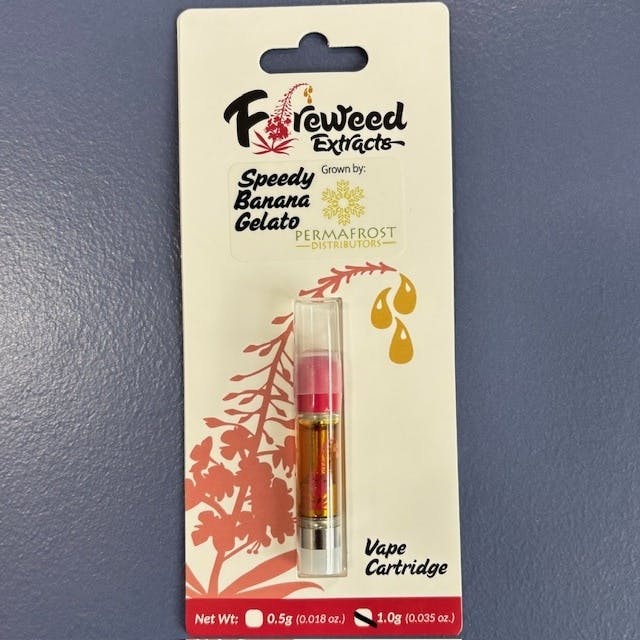 Fireweed
Extracts
Speedy
Banana
Gelato
Grown by:
PERMAFROST
DISTRIBUTORS
Vape
Cartridge
Net Wt: 0.5g (0.018 oz.) 1.0g (0.035 oz.)